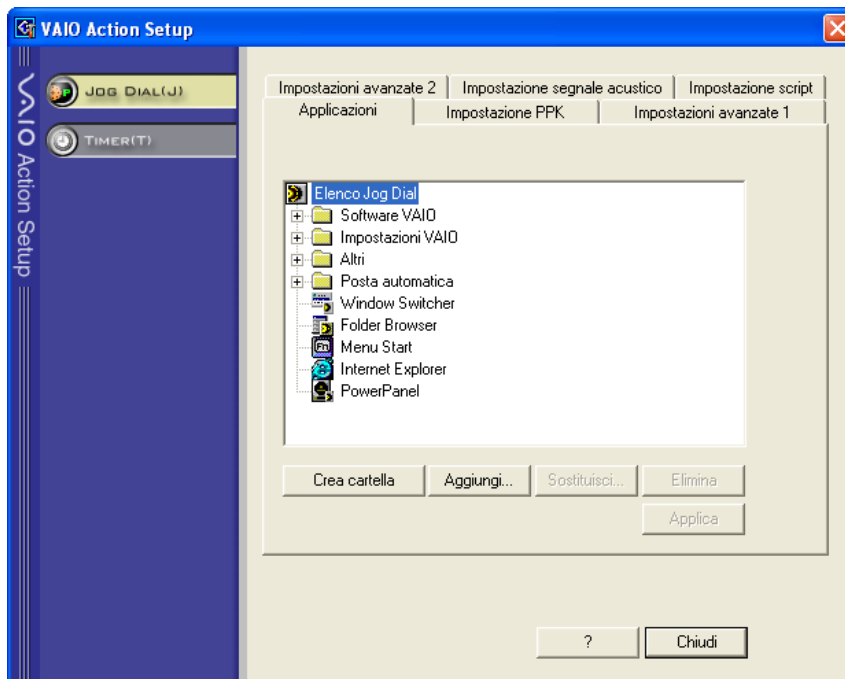 VAIO Action Setup
VAIO Action Setup
JOG DIAL(J)
TIMER(T)
Impostazioni avanzate 2
Impostazione segnale acustico
Impostazione script
Applicazioni
Impostazione PPK
Impostazioni avanzate 1
Elenco Jog Dial
Software VAIO
Impostazioni VAIO
Altri
Posta automatica
Window Switcher
Folder Browser
Fn
Menu Start
Internet Explorer
PowerPanel
Crea cartella
Aggiungi...
Sostituisci...
Elimina
Applica
?
Chiudi